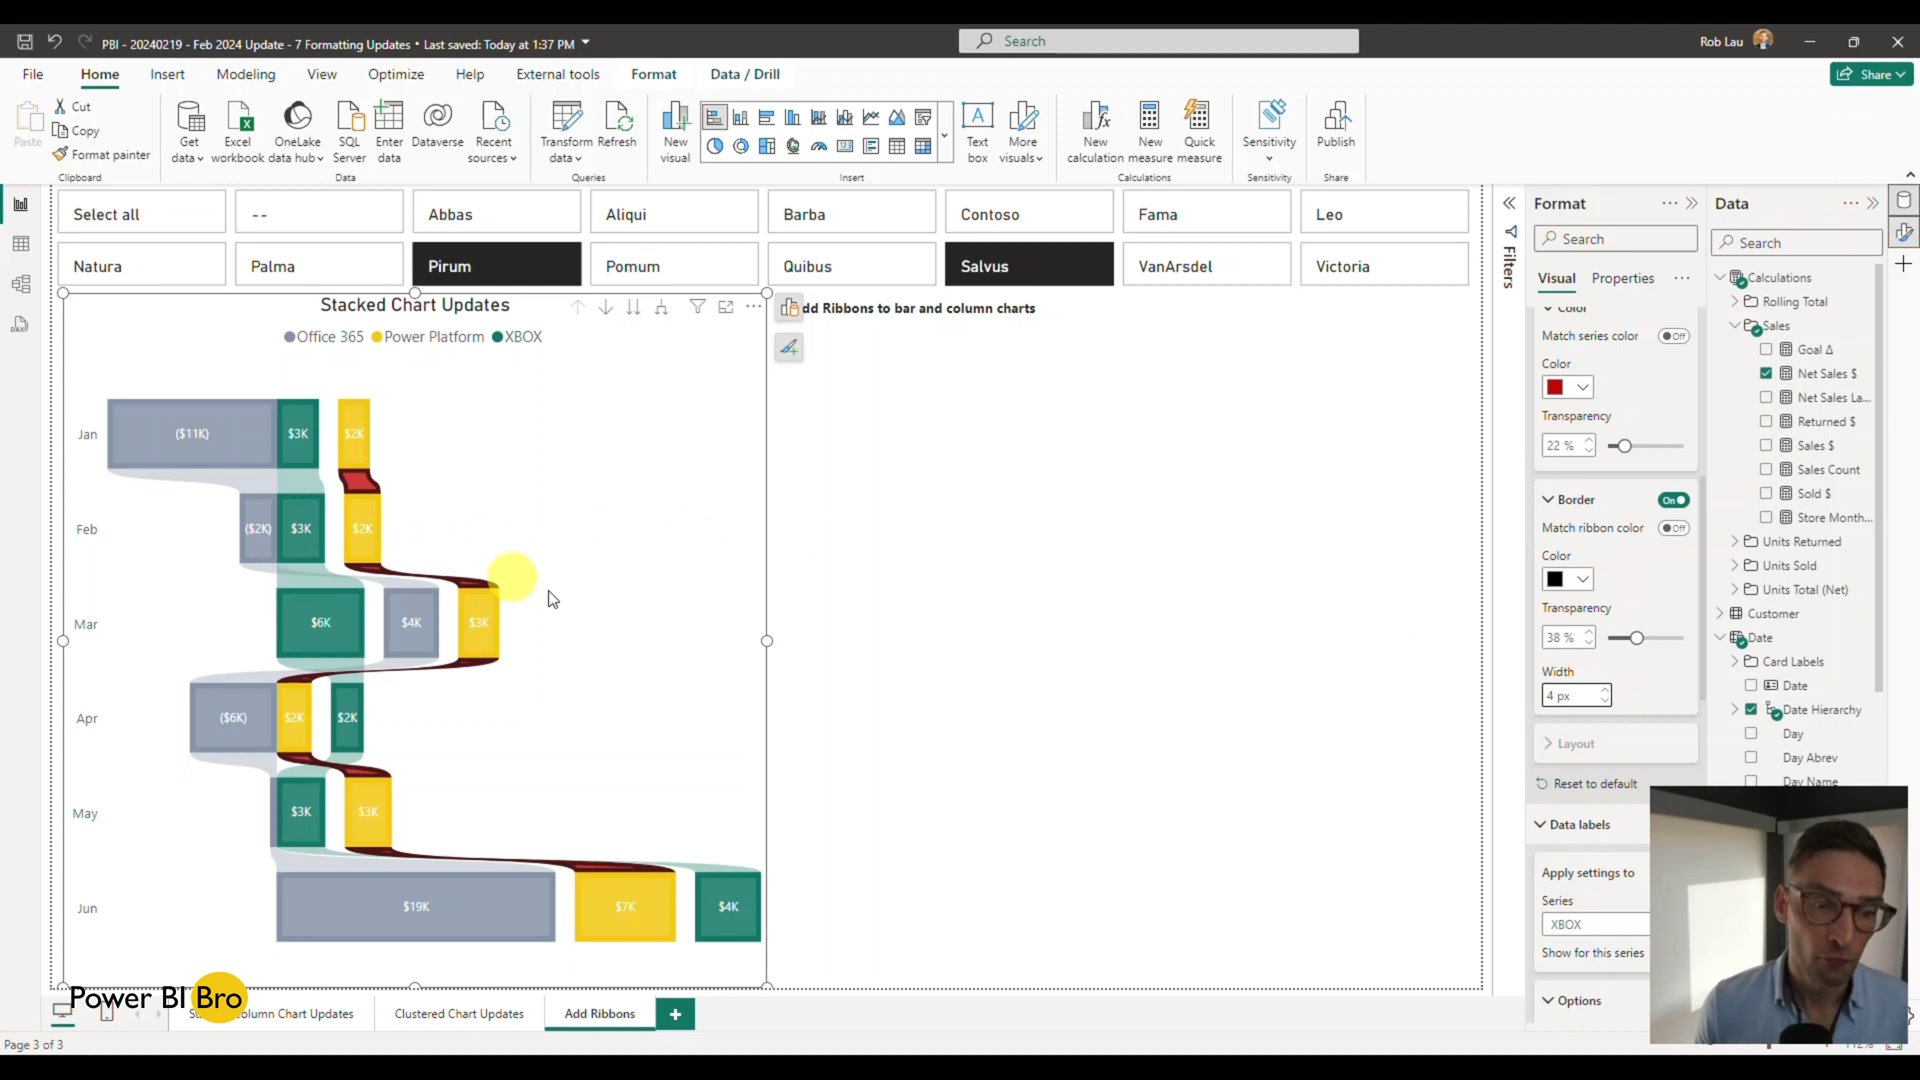 PBI - 20240219 - Feb 2024 Update - 7 Formatting Updates • Last saved: Today at 1:37 PM
Search
Rob Lau
File
Home
Insert
Modeling
View
Optimize
Help
External tools
Format
Data / Drill
Share
Paste
Cut
Copy
Format painter
Clipboard
Get data
Excel workbook
OneLake data hub
SQL Server
Enter data
Dataverse
Recent sources
Data
Transform data
Refresh
Queries
New visual
Text box
More visuals
Insert
New calculation
New measure
Quick measure
Calculations
Sensitivity
Sensitivity
Publish
Share
Select all
--
Abbas
Aliqui
Barba
Contoso
Fama
Leo
Natura
Palma
Pirum
Pomum
Quibus
Salvus
VanArsdel
Victoria
Stacked Chart Updates
dd Ribbons to bar and column charts
Office 365
Power Platform
XBOX
Jan
($11K)
$3K
$2K
Feb
($2K)
$3K
$2K
Mar
$6K
$4K
$3K
Apr
($6K)
$2K
$2K
May
$3K
$3K
Jun
$19K
$7K
$4K
Filters
Format
Search
Visual
Properties
Color
Match series color
Off
Color
Transparency
22 %
Border
On
Match ribbon color
Off
Color
Transparency
38 %
Width
4 px
Layout
Reset to default
Data labels
Apply settings to
Series
XBOX
Show for this series
Options
Data
Search
Calculations
Rolling Total
Sales
Goal Δ
Net Sales $
Net Sales La...
Returned $
Sales $
Sales Count
Sold $
Store Month...
Units Returned
Units Sold
Units Total (Net)
Customer
Date
Card Labels
Date
Date Hierarchy
Day
Day Abrev
Day Name
Power BI Bro
olumn Chart Updates
Clustered Chart Updates
Add Ribbons
Page 3 of 3